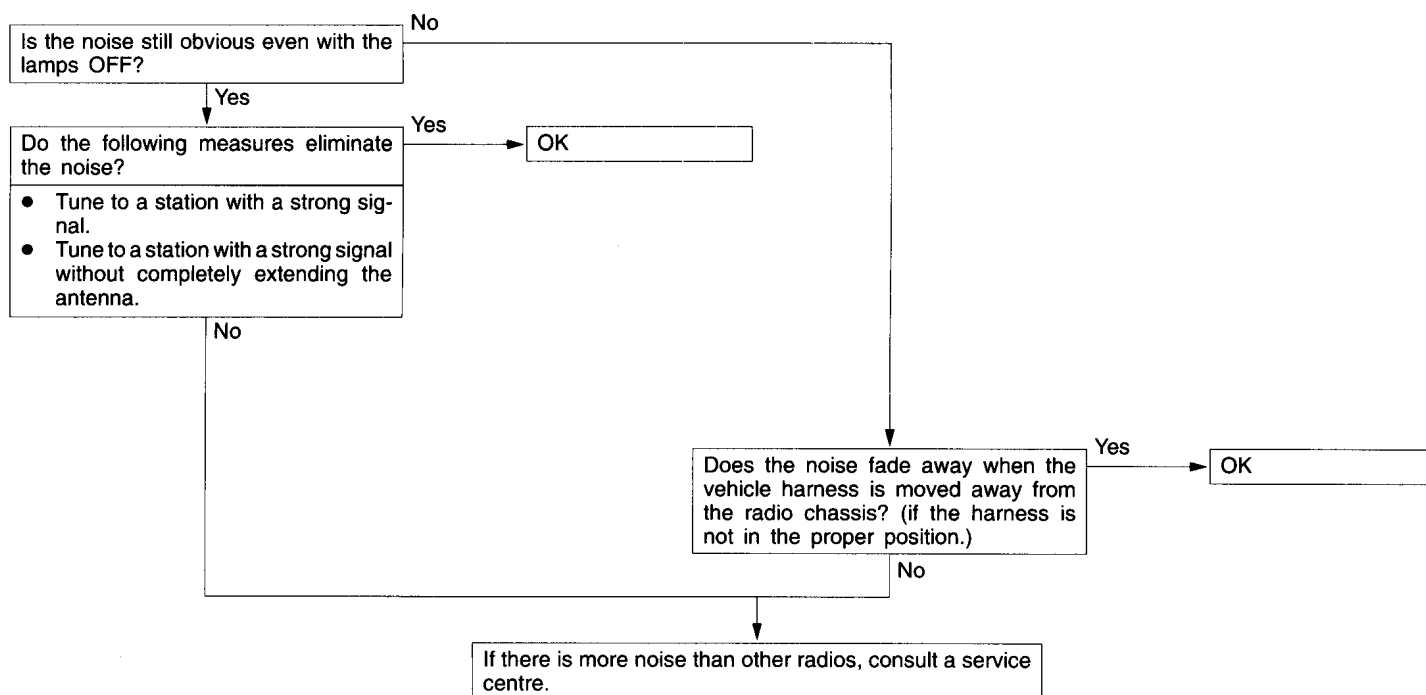 No
Is the noise still obvious even with the
lamps OFF?
Yes
Do the following measures eliminate
the noise?
Yes
OK
● Tune to a station with a strong sig-
nal.
● Tune to a station with a strong signal
without completely extending the
antenna.
No
Does the noise fade away when the
vehicle harness is moved away from
the radio chassis? (if the harness is
not in the proper position.)
Yes
OK
No
If there is more noise than other radios, consult a service
centre.